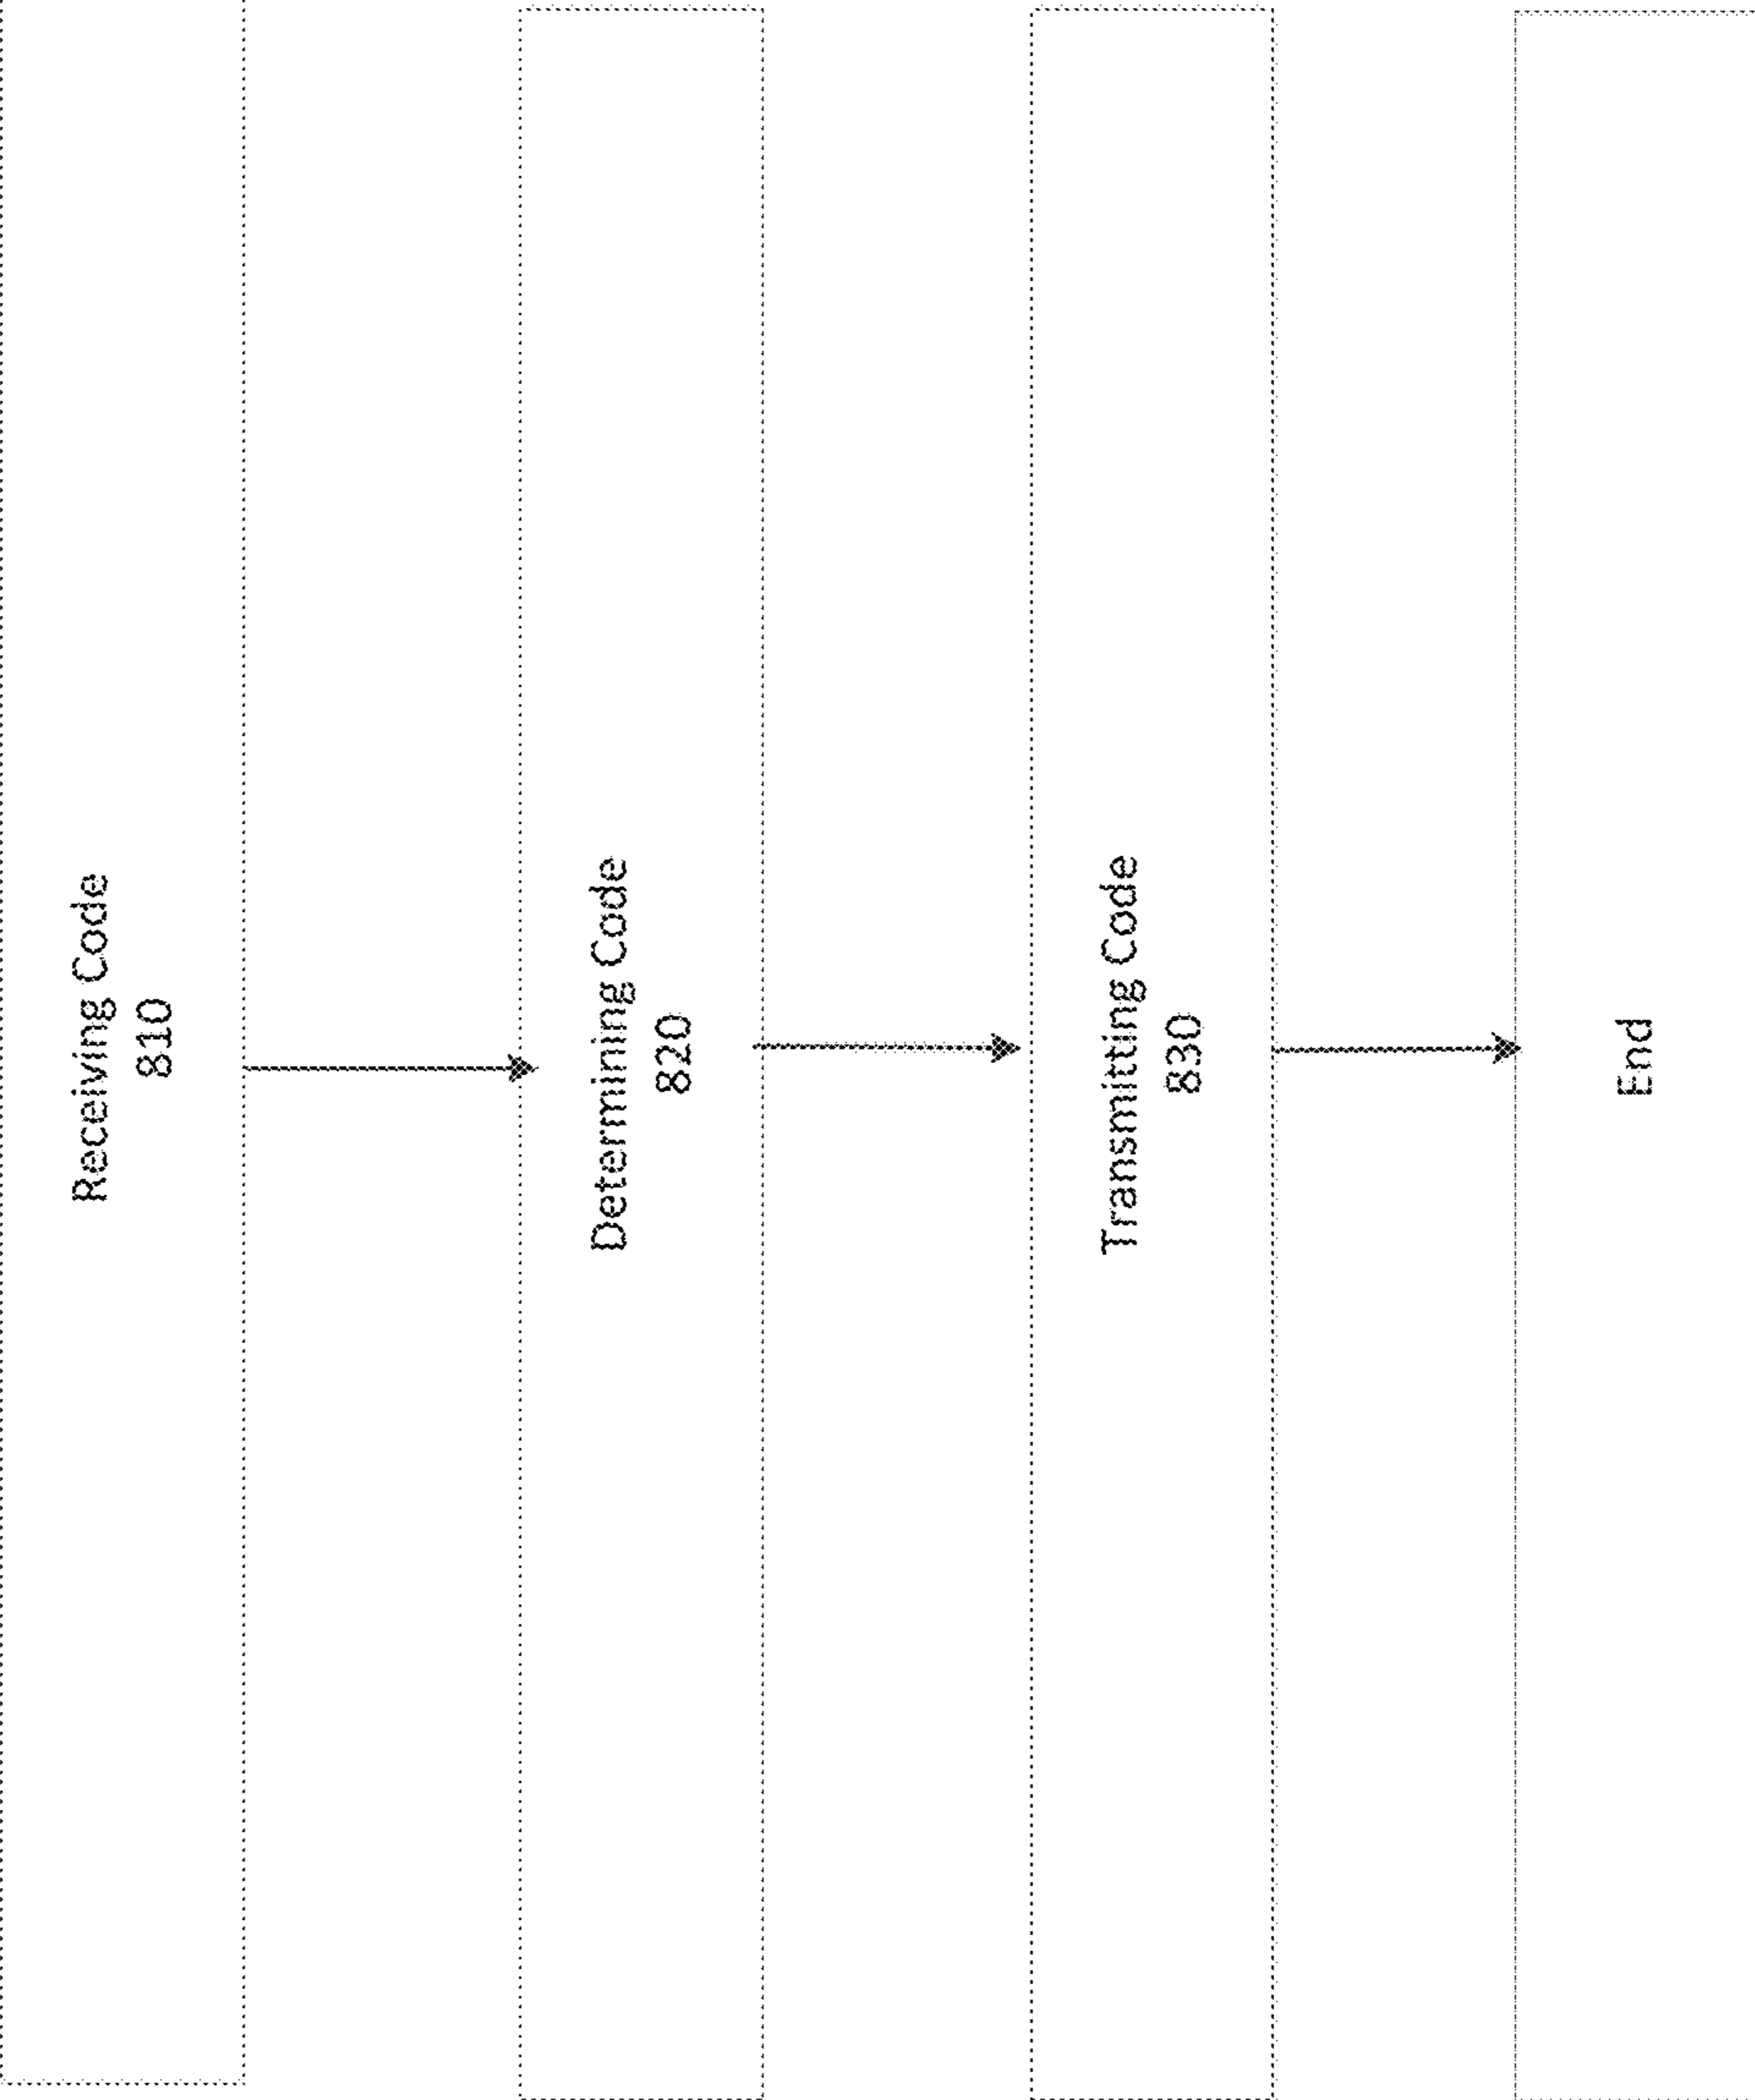 Receiving Code
810
Determining Code
820
Transmitting Code
830
End